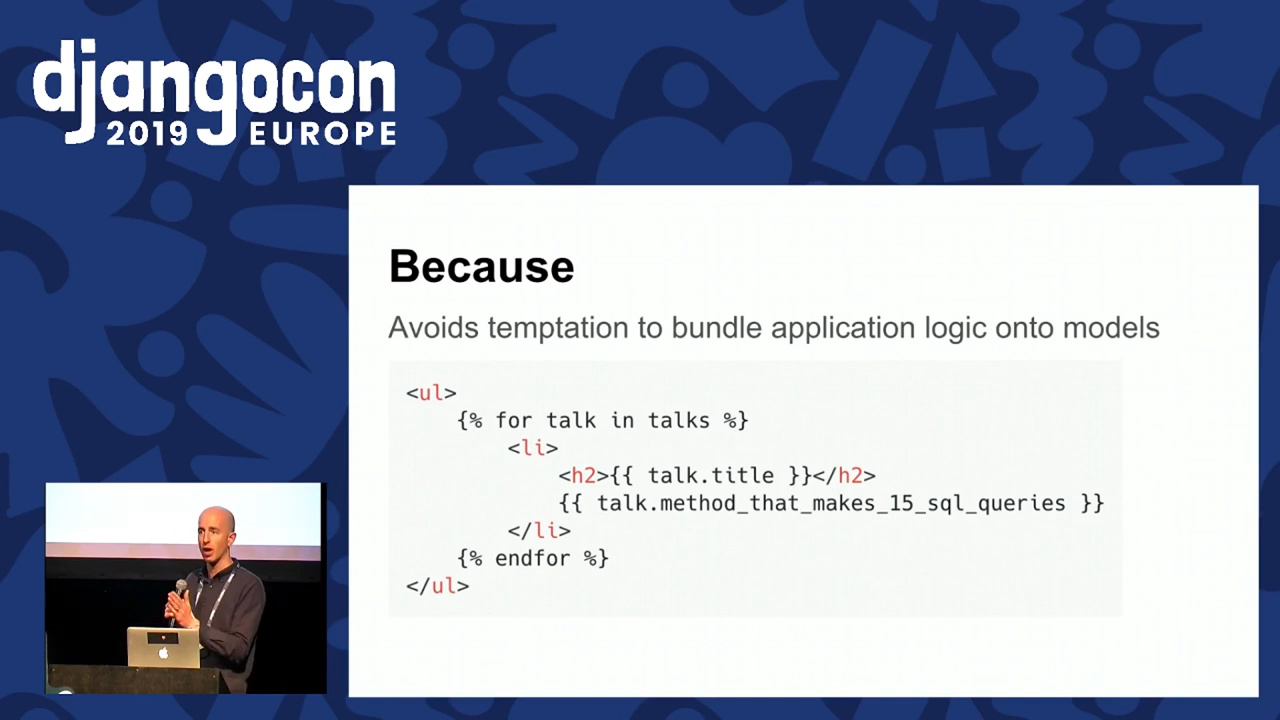 djangocon
2019 EUROPE
Because
Avoids temptation to bundle application logic onto models
<ul>
    {% for talk in talks %}
        <li>
            <h2>{{ talk.title }}</h2>
            {{ talk.method_that_makes_15_sql_queries }}
        </li>
    {% endfor %}
</ul>